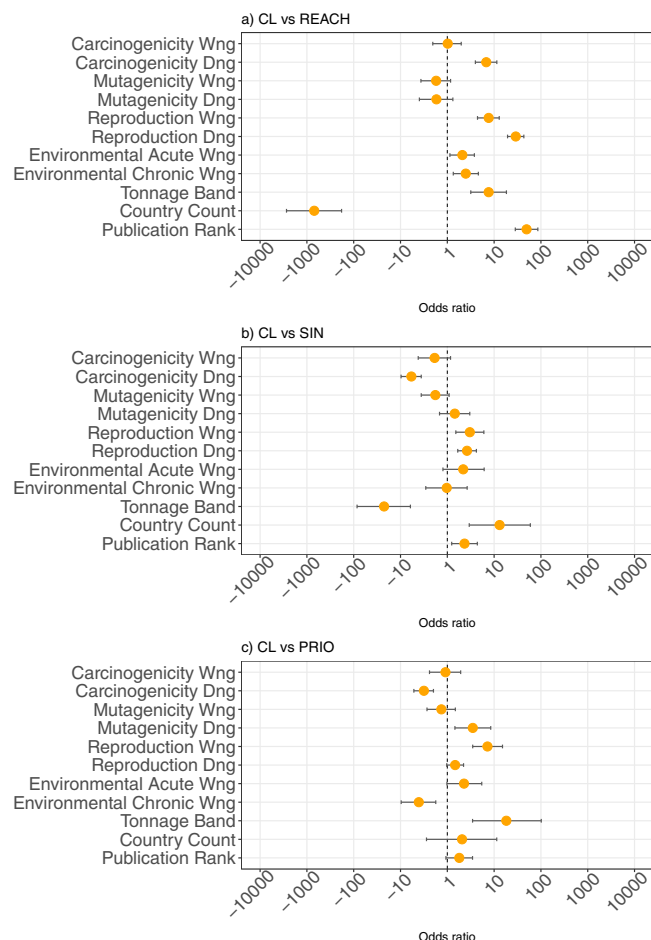 a) CL vs REACH
Carcinogenicity Wng
Carcinogenicity Dng
Mutagenicity Wng
Mutagenicity Dng
Reproduction Wng
Reproduction Dng
Environmental Acute Wng
Environmental Chronic Wng
Tonnage Band
Country Count
Publication Rank
−10000 −1000 −100 −10 1 10 100 1000 10000
Odds ratio
b) CL vs SIN
Carcinogenicity Wng
Carcinogenicity Dng
Mutagenicity Wng
Mutagenicity Dng
Reproduction Wng
Reproduction Dng
Environmental Acute Wng
Environmental Chronic Wng
Tonnage Band
Country Count
Publication Rank
−10000 −1000 −100 −10 1 10 100 1000 10000
Odds ratio
c) CL vs PRIO
Carcinogenicity Wng
Carcinogenicity Dng
Mutagenicity Wng
Mutagenicity Dng
Reproduction Wng
Reproduction Dng
Environmental Acute Wng
Environmental Chronic Wng
Tonnage Band
Country Count
Publication Rank
−10000 −1000 −100 −10 1 10 100 1000 10000
Odds ratio